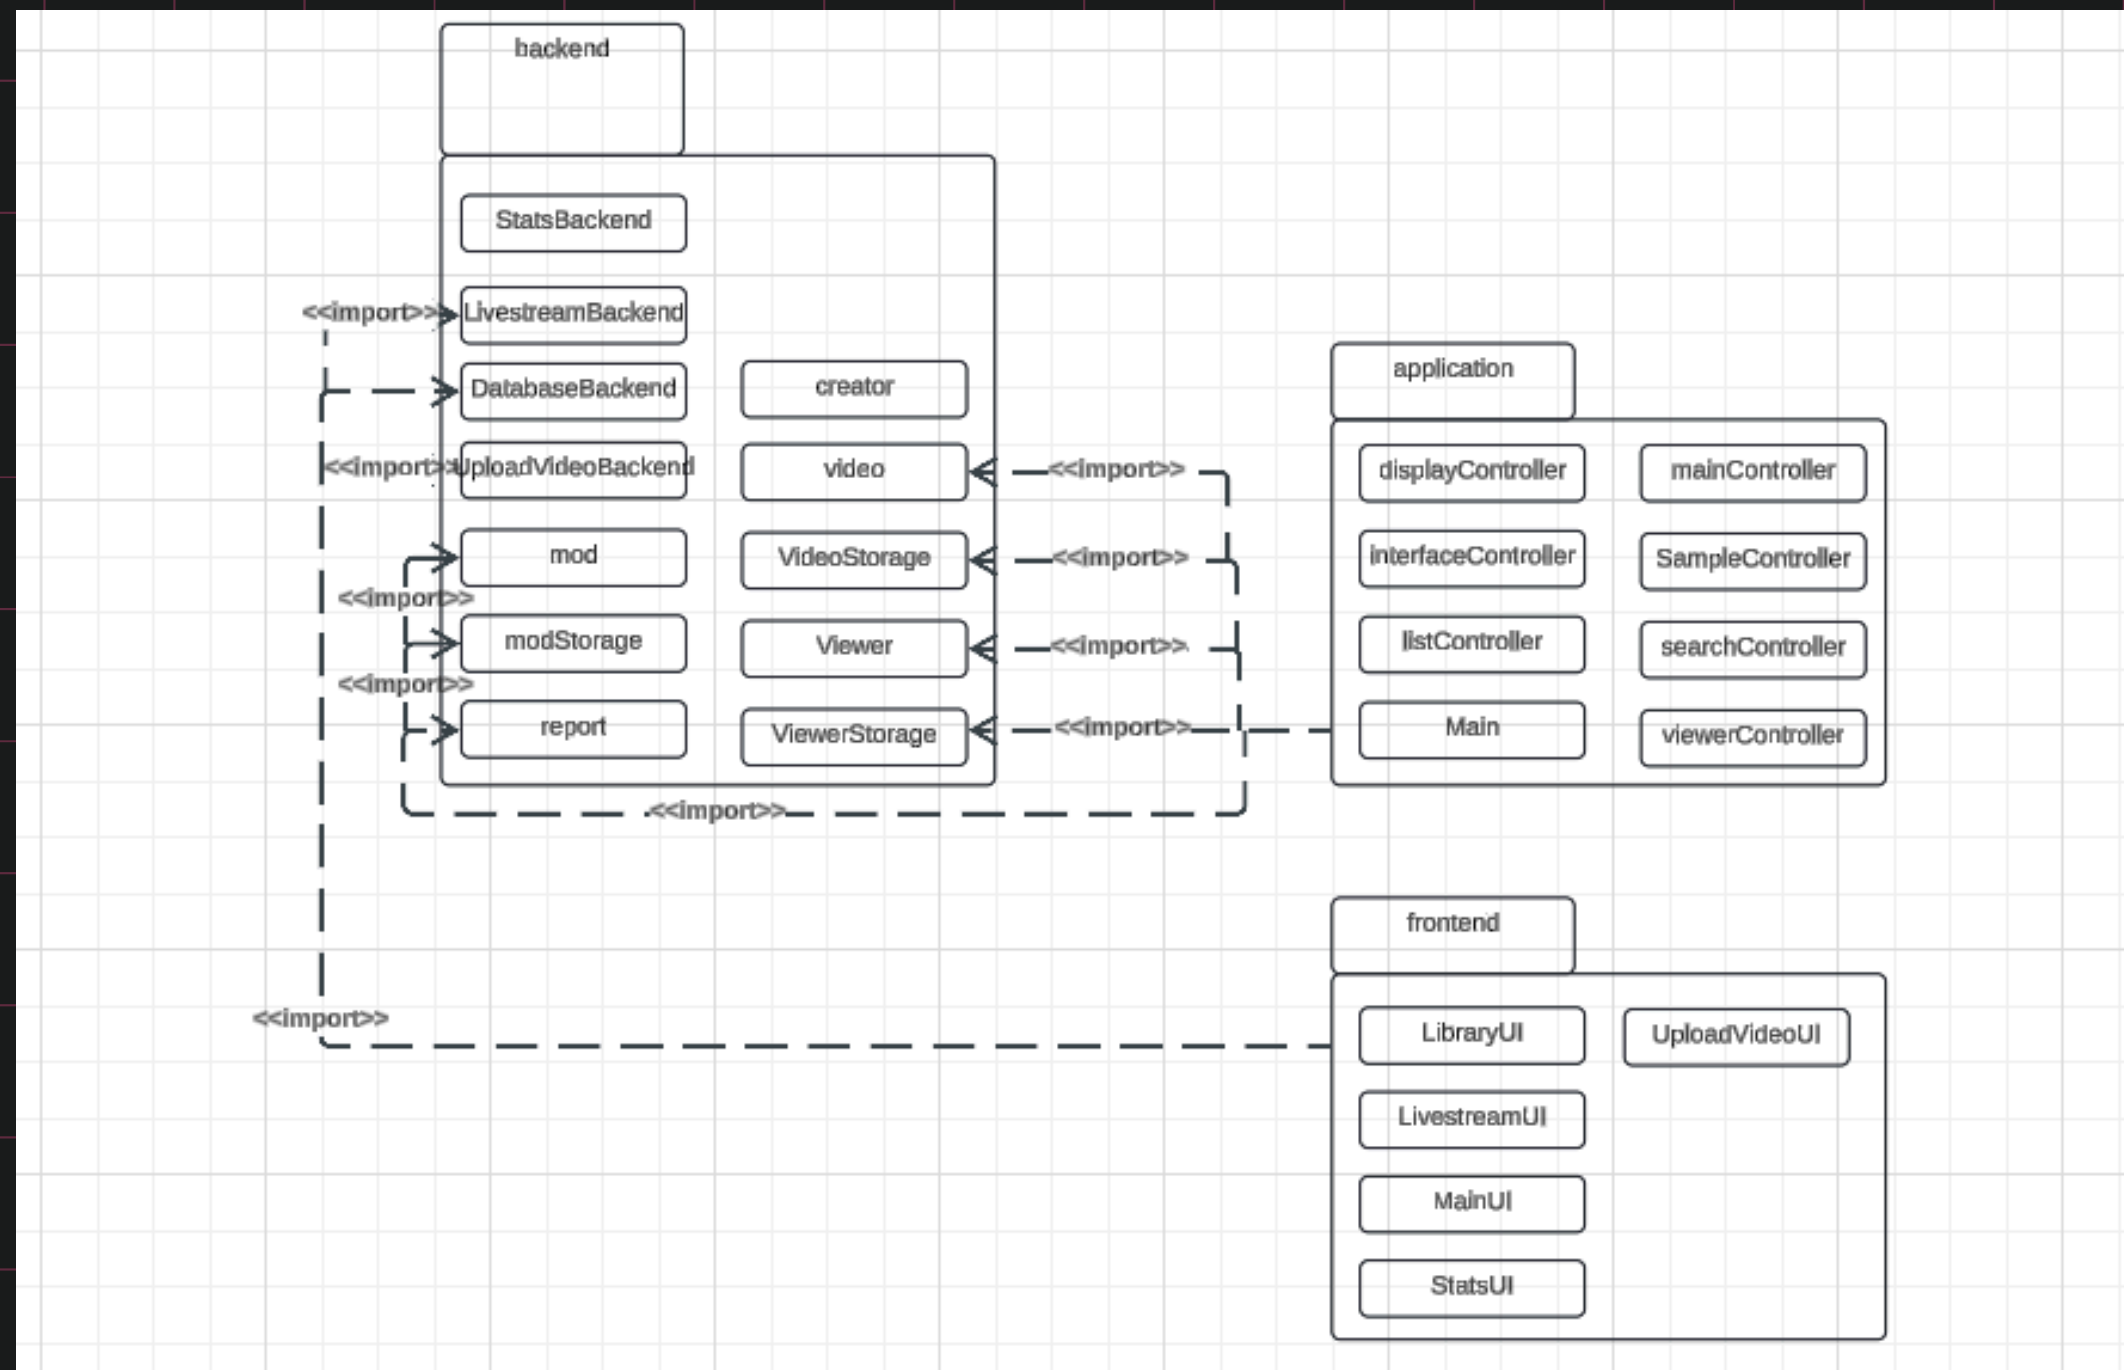 backend
StatsBackend
<<import>>
LivestreamBackend
DatabaseBackend
creator
<<import>>
UploadVideoBackend
video
<<import>>
mod
VideoStorage
<<import>>
<<import>>
modStorage
Viewer
<<import>>
<<import>>
report
ViewerStorage
<<import>>
<<import>>
application
displayController
mainController
interfaceController
SampleController
listController
searchController
Main
viewerController
frontend
<<import>>
LibraryUI
UploadVideoUI
LivestreamUI
MainUI
StatsUI